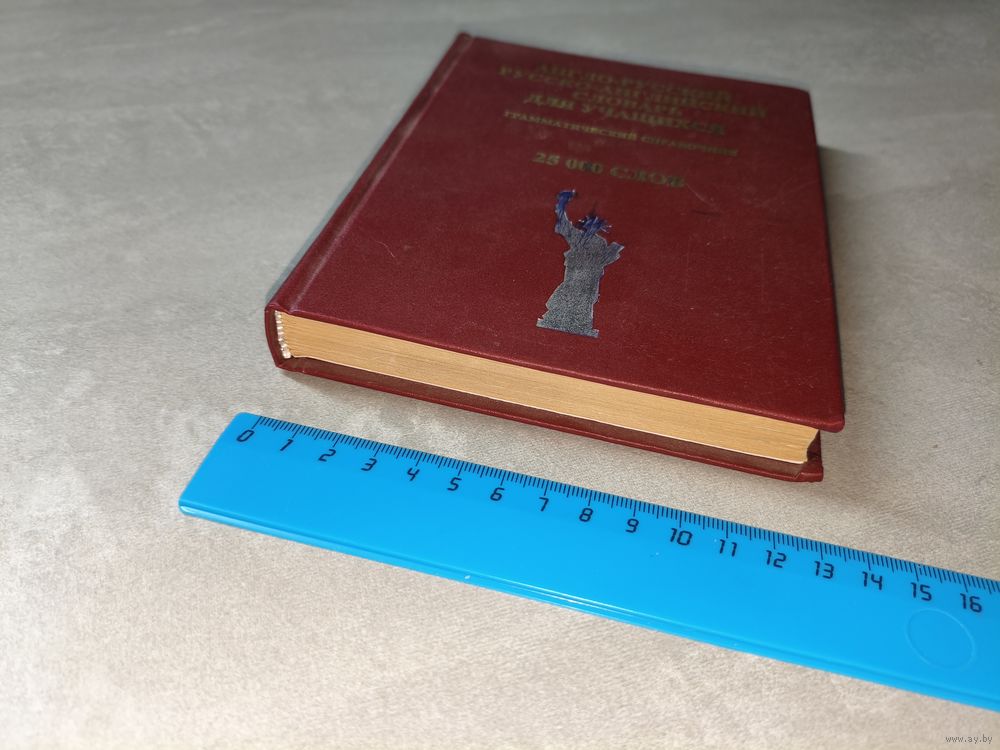 АНГЛО-РУССКИЙ
РУССКО-АНГЛИЙСКИЙ
СЛОВАРЬ
ДЛЯ УЧАЩИХСЯ
ГРАММАТИЧЕСКИЙ СПРАВОЧНИК
25 000 СЛОВ
0 1 2 3 4 5 6 7 8 9 10 11 12 13 14 15 16
www.ay.by